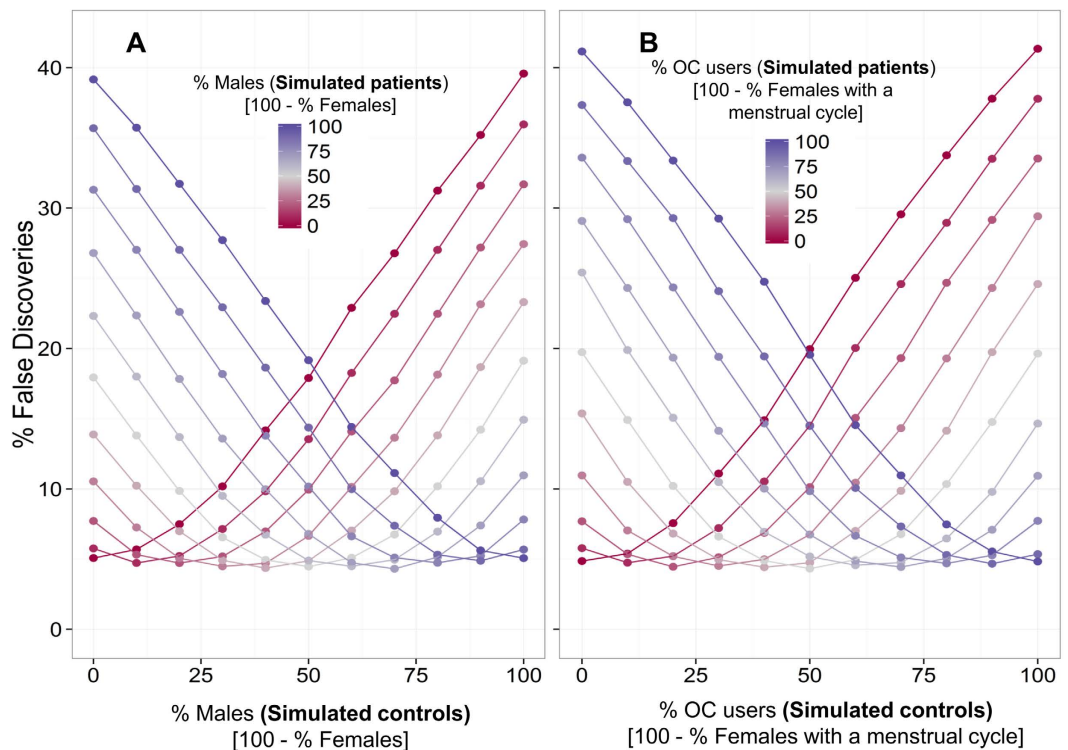 % False Discoveries
40
30
20
10
0
A
% Males (Simulated patients)
[100 - % Females]
100
75
50
25
0
0
25
50
75
100
% Males (Simulated controls)
[100 - % Females]
B
% OC users (Simulated patients)
[100 - % Females with a
menstrual cycle]
100
75
50
25
0
0
25
50
75
100
% OC users (Simulated controls)
[100 - % Females with a menstrual cycle]